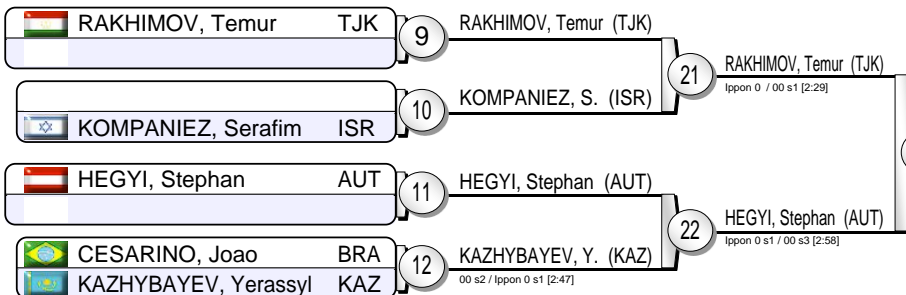 RAKHIMOV, Temur TJK
9
RAKHIMOV, Temur (TJK)
21
RAKHIMOV, Temur (TJK)
Ippon 0 / 00 s1 [2:29]
10
KOMPANIEZ, S. (ISR)
KOMPANIEZ, Serafim ISR
HEGYI, Stephan AUT
11
HEGYI, Stephan (AUT)
22
HEGYI, Stephan (AUT)
Ippon 0 s1 / 00 s3 [2:58]
CESARINO, Joao BRA
12
KAZHYBAYEV, Y. (KAZ)
00 s2 / Ippon 0 s1 [2:47]
KAZHYBAYEV, Yerassyl KAZ